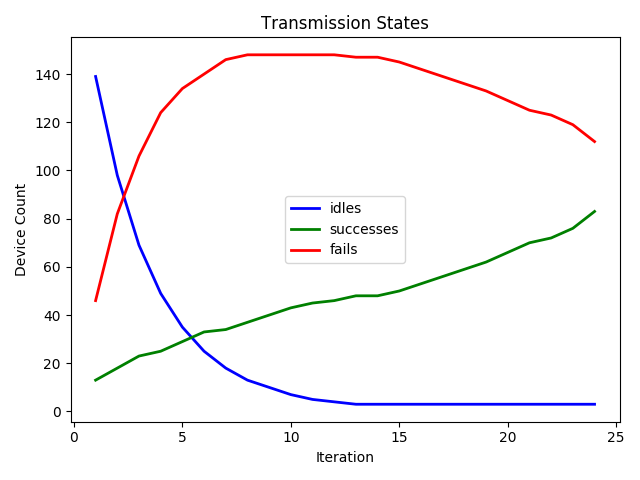 Transmission States
Device Count
140
120
100
80
60
40
20
0
idles
successes
fails
0 5 10 15 20 25
Iteration